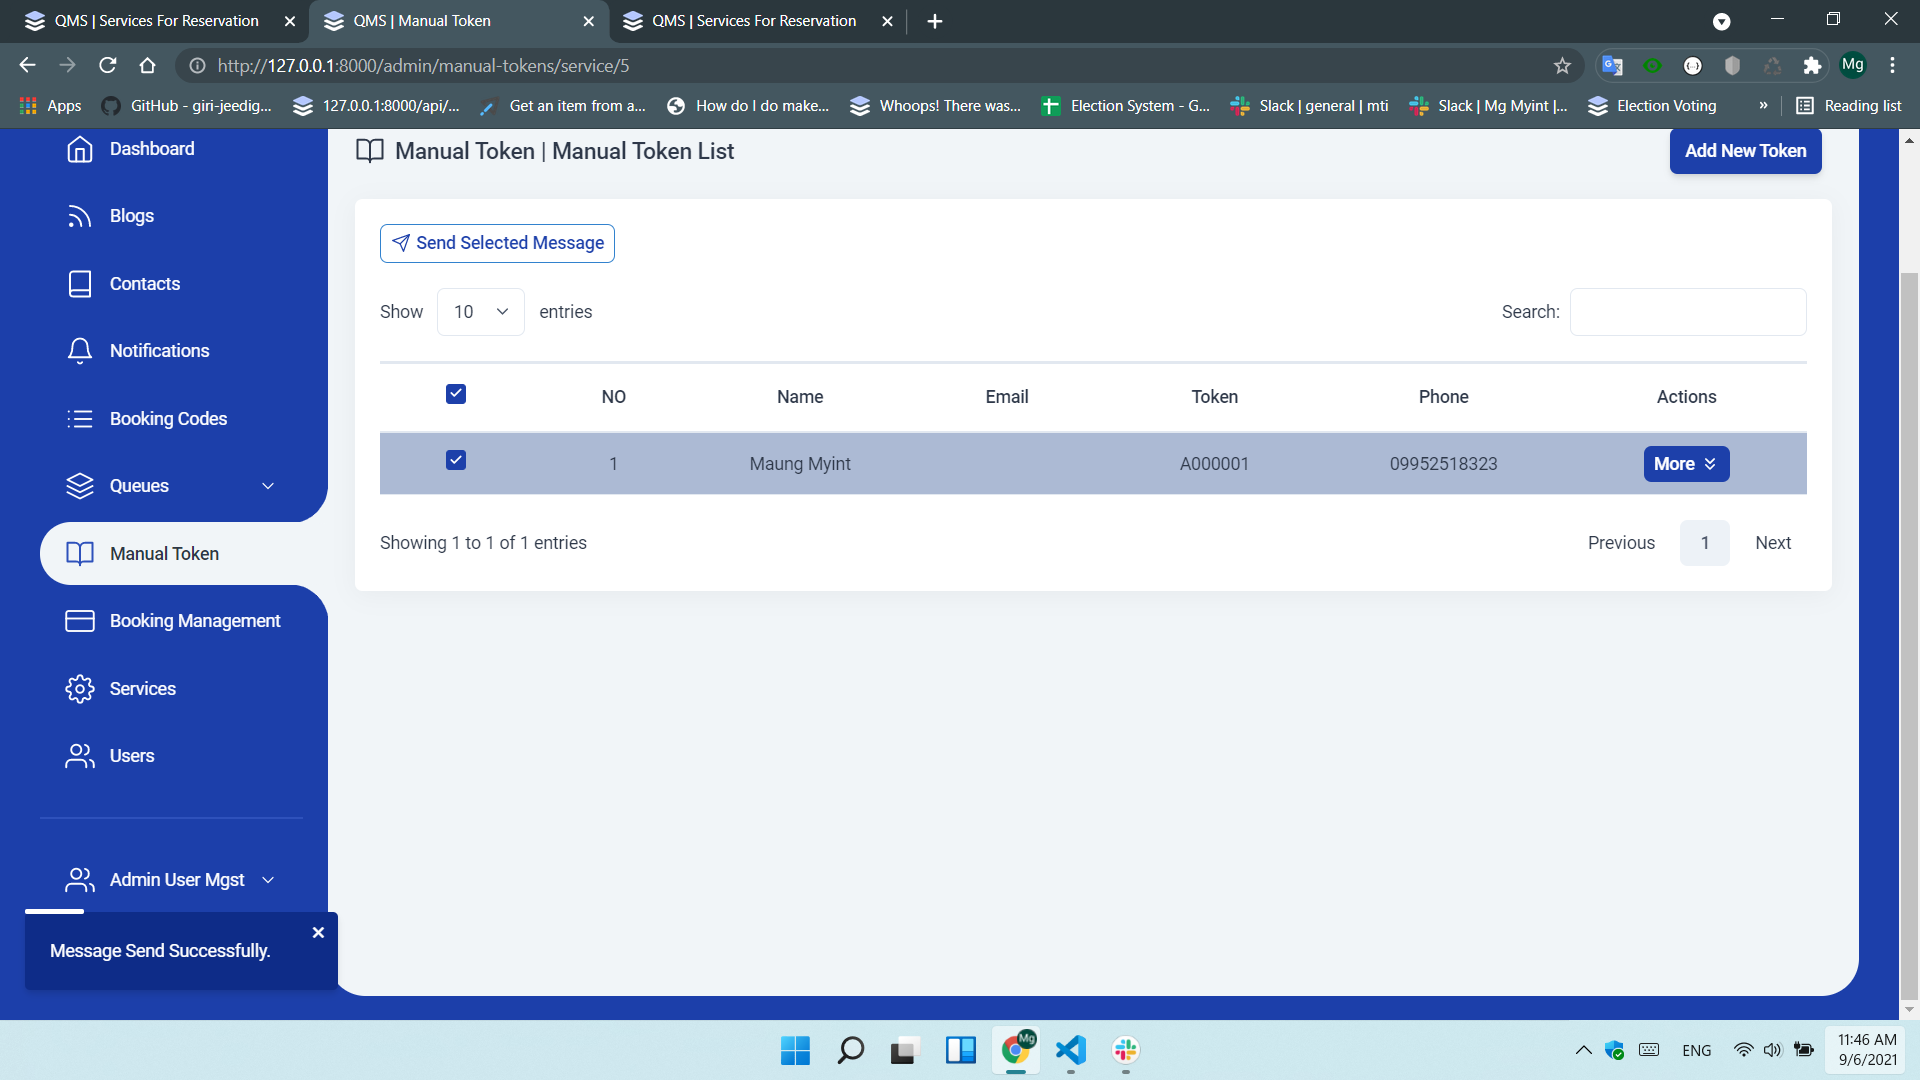 QMS | Services For Reservation
QMS | Manual Token
QMS | Services For Reservation
http://127.0.0.1:8000/admin/manual-tokens/service/5
Mg
Apps
GitHub - giri-jeedig...
127.0.0.1:8000/api/...
Get an item from a...
How do I do make...
Whoops! There was...
Election System - G...
Slack | general | mti
Slack | Mg Myint |...
Election Voting
»
Reading list
Dashboard
Blogs
Contacts
Notifications
Booking Codes
Queues
Manual Token
Booking Management
Services
Users
Admin User Mgst
Manual Token | Manual Token List
Add New Token
Send Selected Message
Show 10 entries
Search:
NO Name Email Token Phone Actions
1 Maung Myint A000001 09952518323 More
Showing 1 to 1 of 1 entries
Previous 1 Next
Message Send Successfully.
Mg
ENG
11:46 AM
9/6/2021